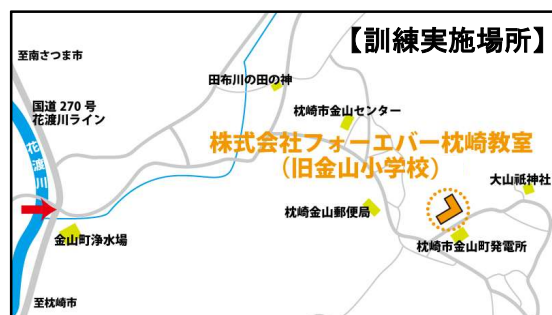 【訓練実施場所】
至南さつま市
田布川の田の神
国道270号
花渡川ライン
枕崎市金山センター
花渡川
株式会社フォーエバー枕崎教室
(旧金山小学校)
大山祇神社
枕崎金山郵便局
金山町浄水場
枕崎市金山町発電所
至枕崎市